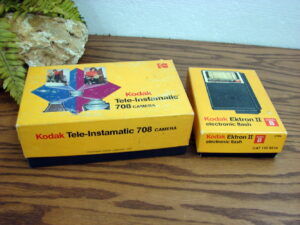 Kodak
Tele-Instamatic
708 CAMERA
Kodak Tele-Instamatic 708 CAMERA
Kodak Ektron II
electronic flash
Kodak Ektron II
electronic flash
B